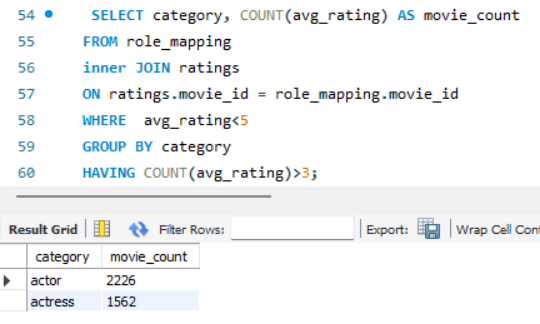 54 SELECT category, COUNT(avg_rating) AS movie_count
55 FROM role_mapping
56 inner JOIN ratings
57 ON ratings.movie_id = role_mapping.movie_id
58 WHERE avg_rating<5
59 GROUP BY category
60 HAVING COUNT(avg_rating)>3;
Result Grid Filter Rows: Export: Wrap Cell Cont
category movie_count
actor 2226
actress 1562